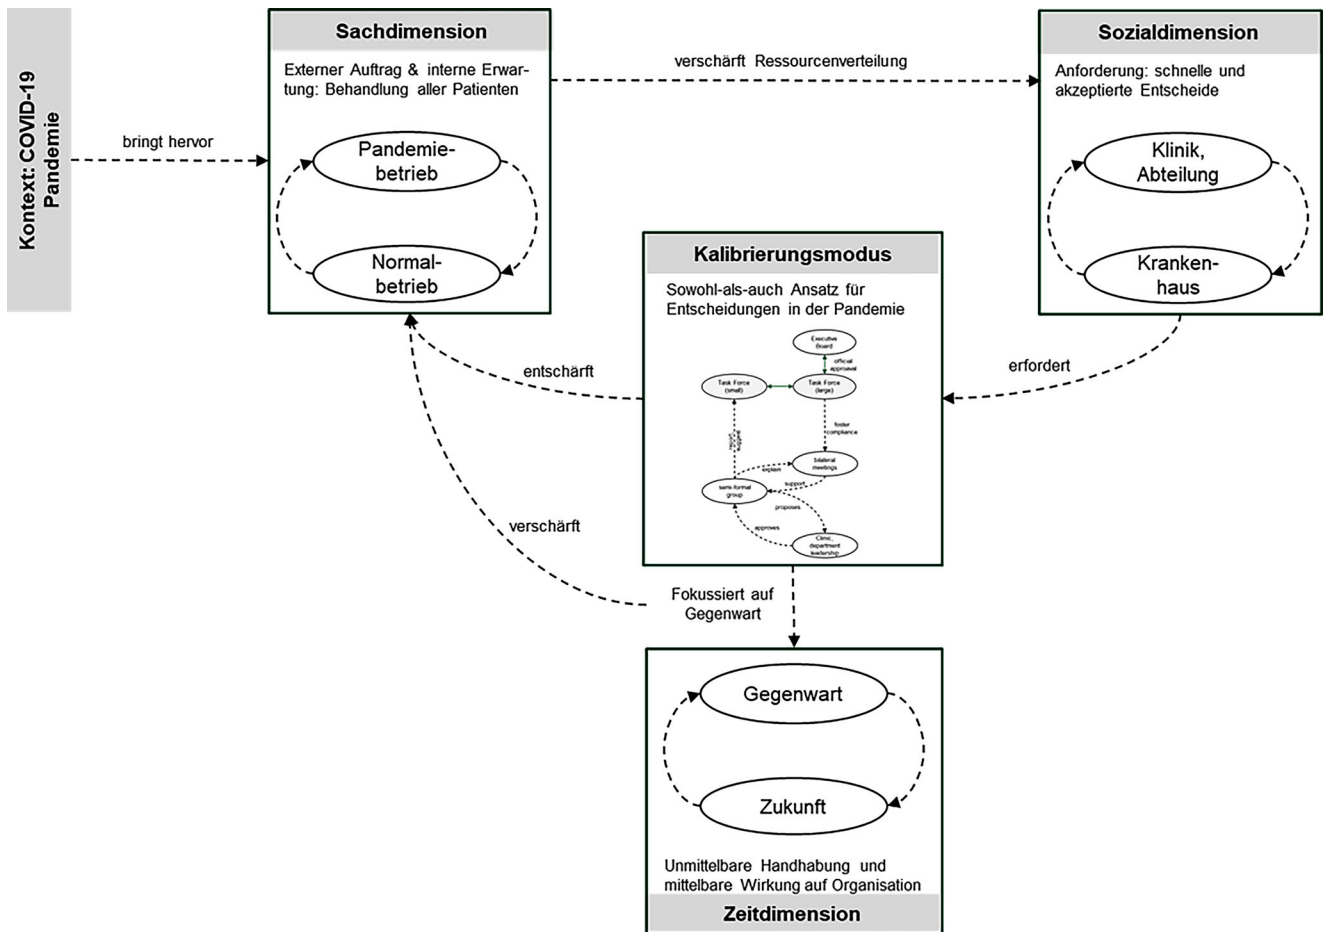 Kontext: COVID-19
Pandemie
bringt hervor
Sachdimension
Externer Auftrag & interne Erwar-
tung: Behandlung aller Patienten
Pandemie-
betrieb
Normal-
betrieb
verschärft Ressourcenverteilung
Sozialdimension
Anforderung: schnelle und
akzeptierte Entscheide
Klinik,
Abteilung
Kranken-
haus
erfordert
Kalibrierungsmodus
Sowohl-als-auch Ansatz für
Entscheidungen in der Pandemie
Executive
Board
official
approval
Task Force
(small)
Task Force
(large)
foster
compliance
bilateral
meetings
explain
support
semi-formal
group
proposes
approves
Clinic,
department
leadership
entschärft
verschärft
Fokussiert auf
Gegenwart
Gegenwart
Zukunft
Unmittelbare Handhabung und
mittelbare Wirkung auf Organisation
Zeitdimension